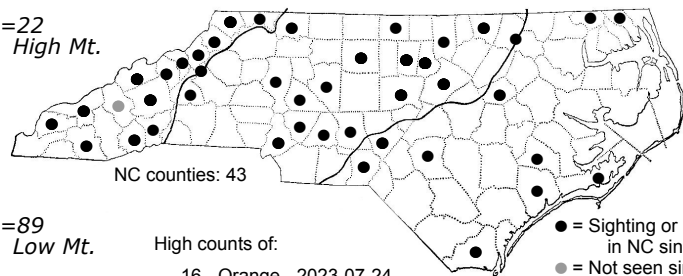 =22
High Mt.
NC counties: 43
=89
Low Mt.
High counts of:
16 - Orange - 2023-07-24
= Sighting or
in NC sin
= Not seen si